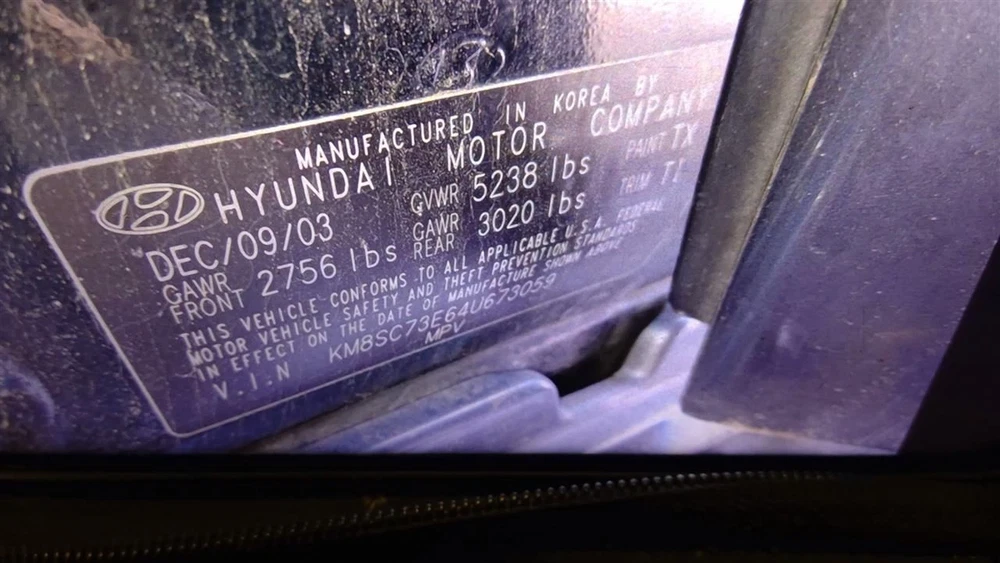 MANUFACTURED IN KOREA BY
HYUNDAI MOTOR COMPANY
DEC/09/03 GVWR 5238 lbs PAINT TX
GAWR FRONT 2756 lbs GAWR REAR 3020 lbs TRIM
THIS VEHICLE CONFORMS TO ALL APPLICABLE U.S.A. FEDERAL
MOTOR VEHICLE SAFETY AND THEFT PREVENTION STANDARDS
IN EFFECT ON THE DATE OF MANUFACTURE SHOWN ABOVE
V.I.N KM8SC73E64U673059
MPV